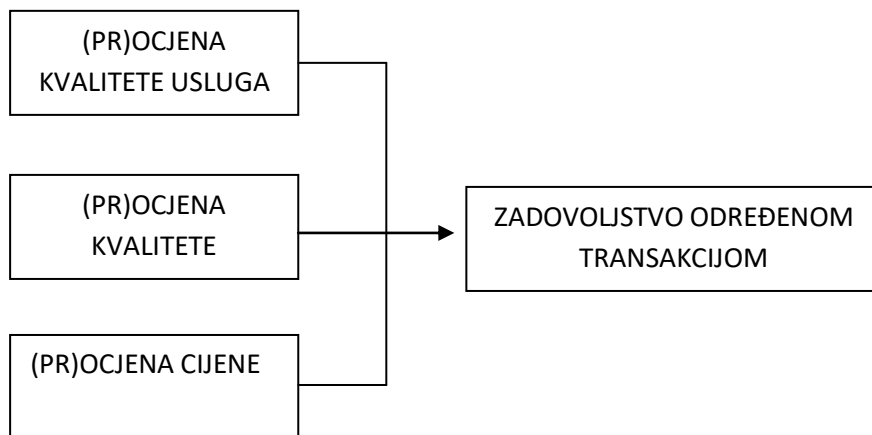 (PR)OCJENA
KVALITETE USLUGA
(PR)OCJENA
KVALITETE
ZADOVOLJSTVO ODREĐENOM
TRANSAKCIJOM
(PR)OCJENA CIJENE